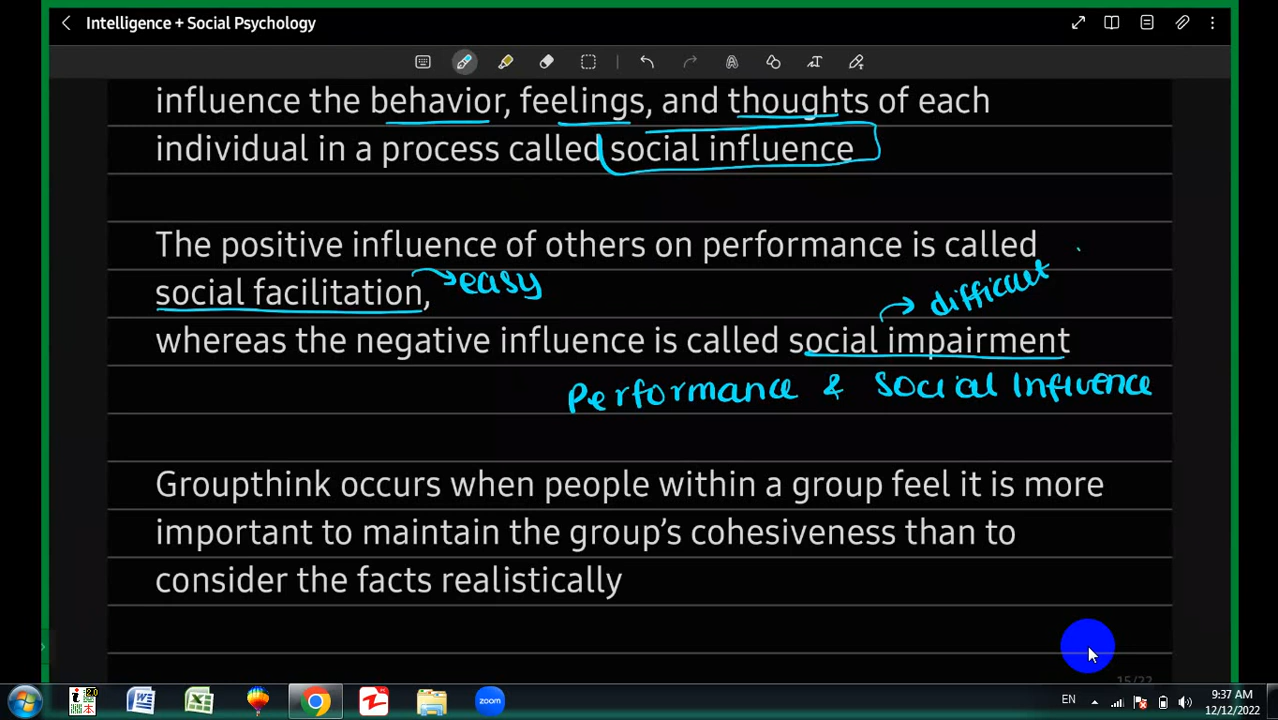 Intelligence + Social Psychology
influence the behavior, feelings, and thoughts of each
individual in a process called social influence
The positive influence of others on performance is called
social facilitation, easy
difficult
whereas the negative influence is called social impairment
Performance & Social Influence
Groupthink occurs when people within a group feel it is more
important to maintain the group's cohesiveness than to
consider the facts realistically
15/22
zoom
EN
9:37 AM
12/12/2022